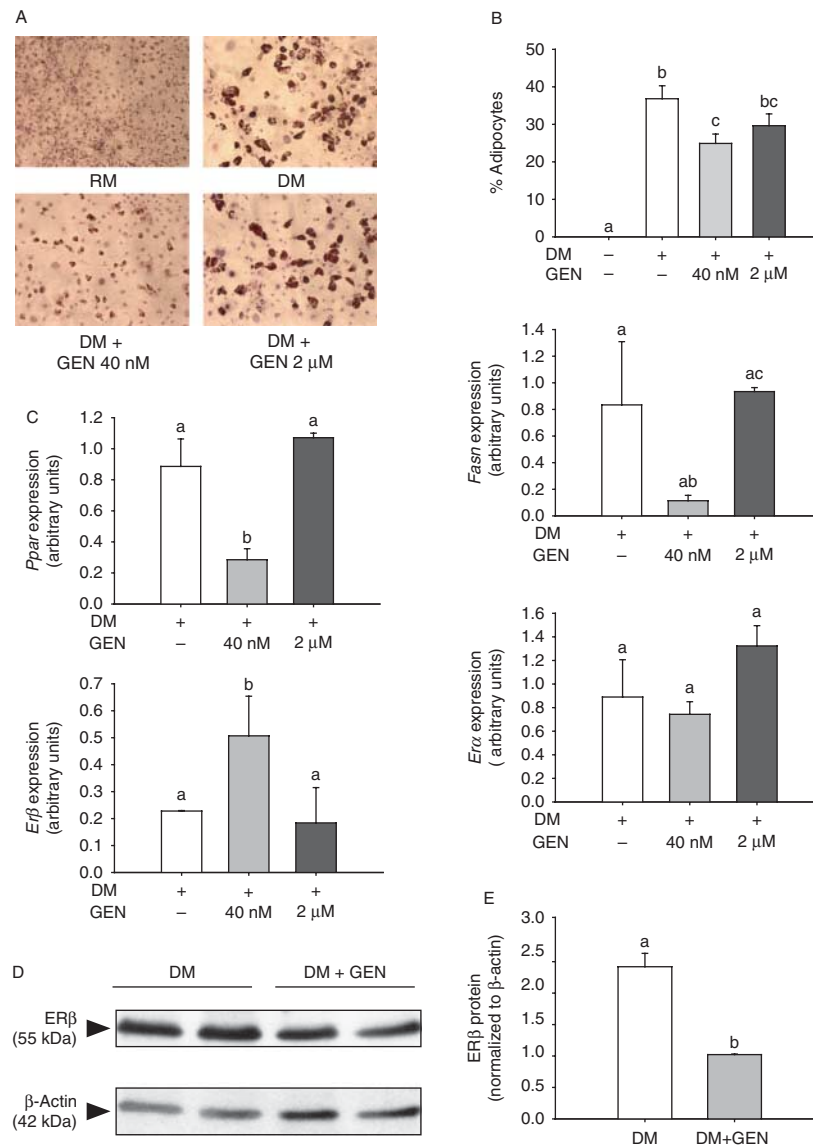 A
RM
DM
DM +
GEN 40 nM
DM +
GEN 2 μM
B
% Adipocytes
50
40
30
20
10
0
a
b
c
bc
DM – + + +
GEN – – 40 nM 2 μM
C
Ppar expression
(arbitrary units)
1.2
1.0
0.8
0.6
0.4
0.2
0.0
a
b
a
DM + + +
GEN – 40 nM 2 μM
Fasn expression
(arbitrary units)
1.4
1.2
1.0
0.8
0.6
0.4
0.2
0.0
a
ab
ac
DM + + +
GEN – 40 nM 2 μM
Erβ expression
(arbitrary units)
0.7
0.6
0.5
0.4
0.3
0.2
0.1
0.0
a
b
a
DM + + +
GEN – 40 nM 2 μM
Erα expression
( arbitrary units)
1.6
1.4
1.2
1.0
0.8
0.6
0.4
0.2
0.0
a
a
a
DM + + +
GEN – 40 nM 2 μM
D
DM
DM + GEN
ERβ
(55 kDa)
β-Actin
(42 kDa)
E
ERβ protein
(normalized to β-actin)
3.0
2.5
2.0
1.5
1.0
0.5
0.0
a
b
DM
DM+GEN